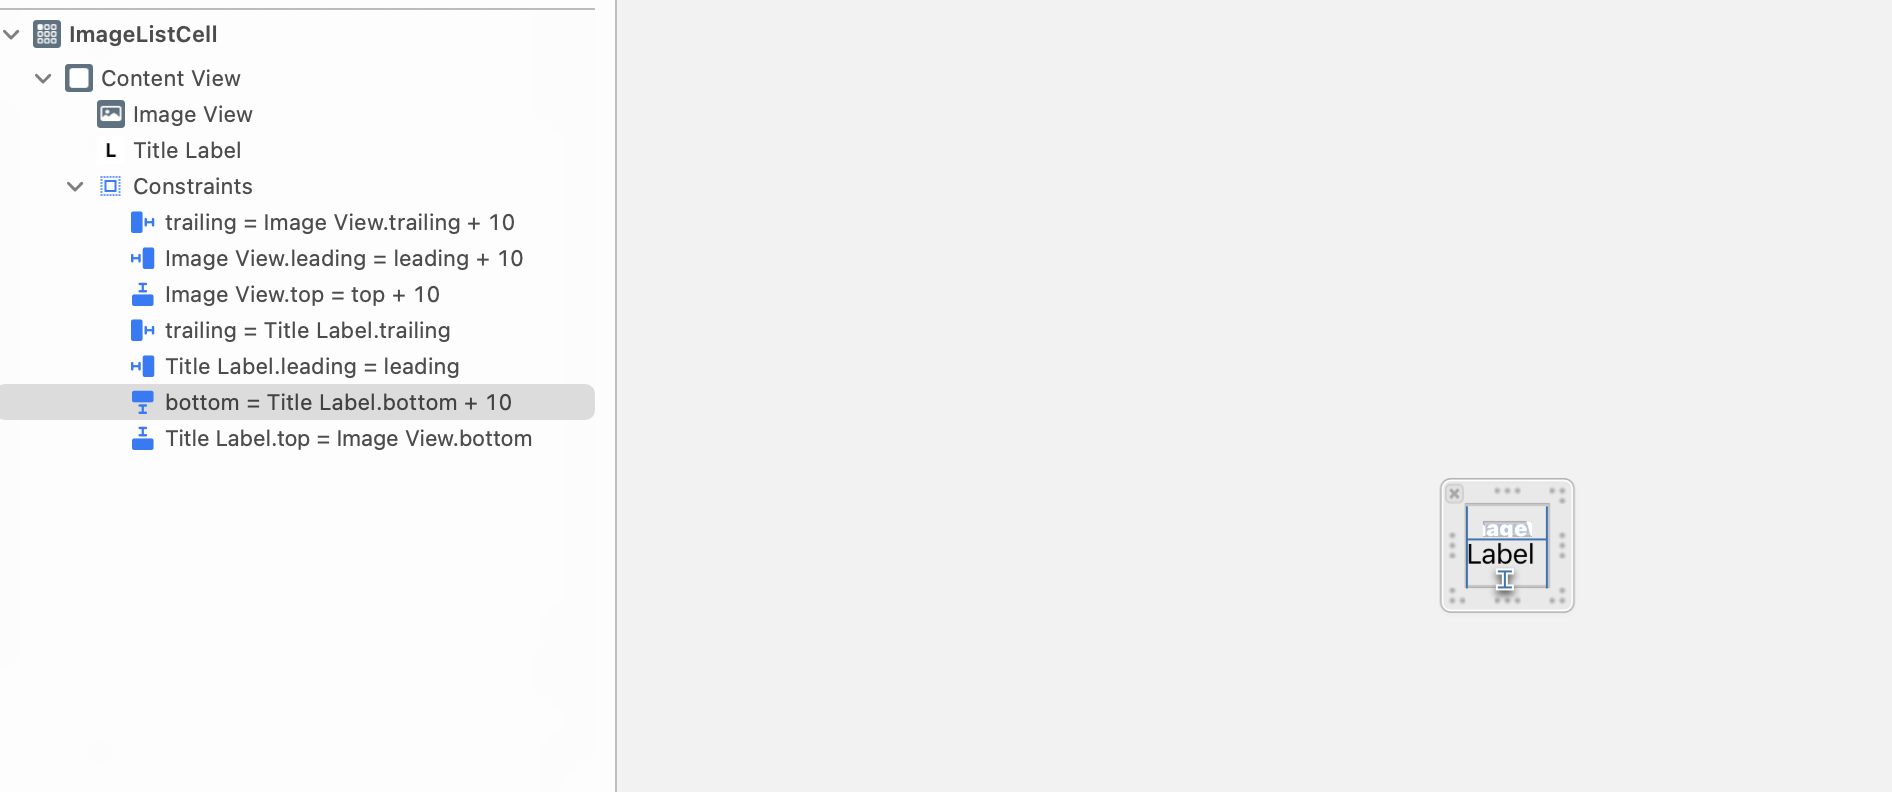 ImageListCell
Content View
Image View
L Title Label
Constraints
trailing = Image View.trailing + 10
Image View.leading = leading + 10
Image View.top = top + 10
trailing = Title Label.trailing
Title Label.leading = leading
bottom = Title Label.bottom + 10
Title Label.top = Image View.bottom
Label